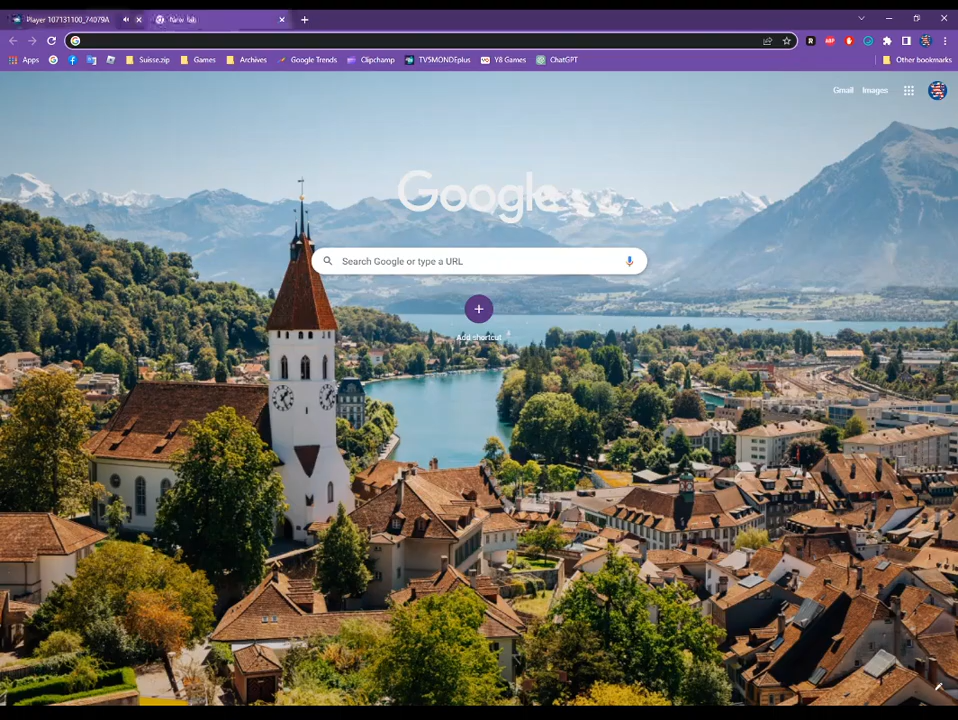 Player 107131100_74079A
New Tab
Apps Suisse.zip Games Archives Google Trends Clipchamp TV5MONDEplus Y8 Games ChatGPT Other bookmarks
Gmail Images
Google
Search Google or type a URL
Add shortcut